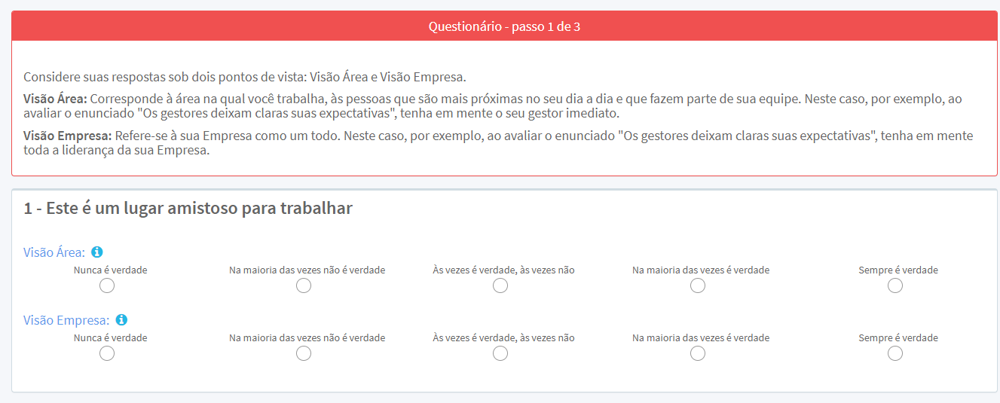 Questionário - passo 1 de 3
Considere suas respostas sob dois pontos de vista: Visão Área e Visão Empresa.
Visão Área: Corresponde à área na qual você trabalha, às pessoas que são mais próximas no seu dia a dia e que fazem parte de sua equipe. Neste caso, por exemplo, ao
avaliar o enunciado "Os gestores deixam claras suas expectativas", tenha em mente o seu gestor imediato.
Visão Empresa: Refere-se à sua Empresa como um todo. Neste caso, por exemplo, ao avaliar o enunciado "Os gestores deixam claras suas expectativas", tenha em mente
toda a liderança da sua Empresa.
1 - Este é um lugar amistoso para trabalhar
Visão Área:
Nunca é verdade Na maioria das vezes não é verdade Às vezes é verdade, às vezes não Na maioria das vezes é verdade Sempre é verdade
Visão Empresa:
Nunca é verdade Na maioria das vezes não é verdade Às vezes é verdade, às vezes não Na maioria das vezes é verdade Sempre é verdade